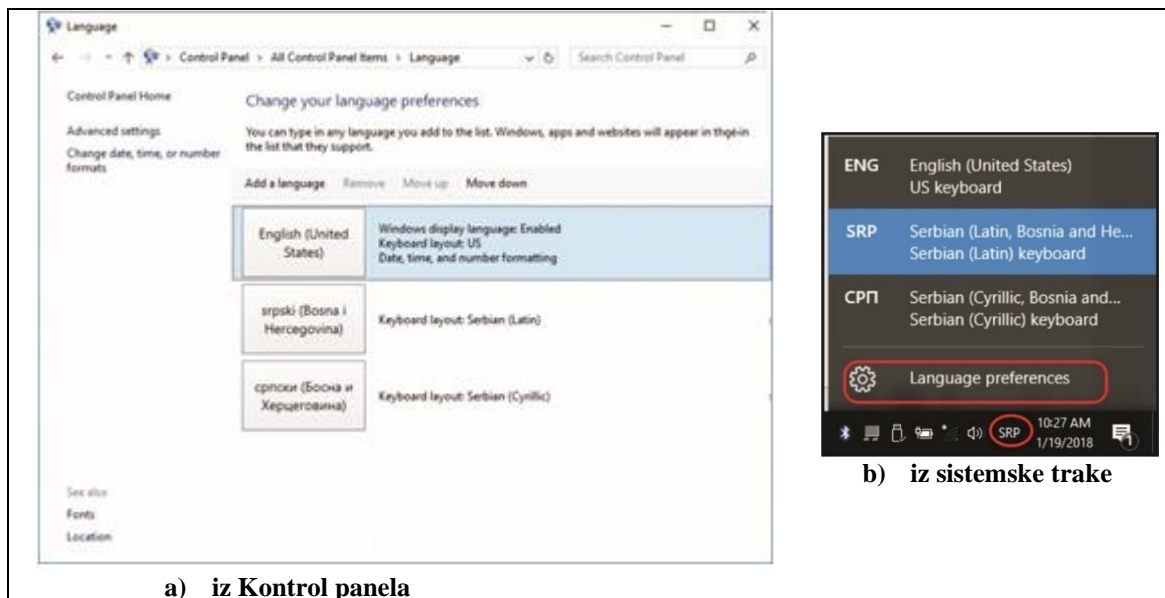 Language
Control Panel › All Control Panel Items › Language
Search Control Panel
Control Panel Home
Advanced settings
Change date, time, or number
formats
See also
Fonts
Location
Change your language preferences
You can type in any language you add to the list. Windows, apps and websites will appear in the in
the list that they support.
Add a language Remove Move up Move down
English (United
States)
Windows display language: Enabled
Keyboard layout: US
Date, time, and number formatting
srpski (Bosna i
Hercegovina)
Keyboard layout: Serbian (Latin)
српски (Босна и
Херцеговина)
Keyboard layout: Serbian (Cyrillic)
a) iz Kontrol panela
ENG English (United States)
US keyboard
SRP Serbian (Latin, Bosnia and He...
Serbian (Latin) keyboard
СРП Serbian (Cyrillic, Bosnia and...
Serbian (Cyrillic) keyboard
Language preferences
SRP 10:27 AM
1/19/2018
1
b) iz sistemske trake